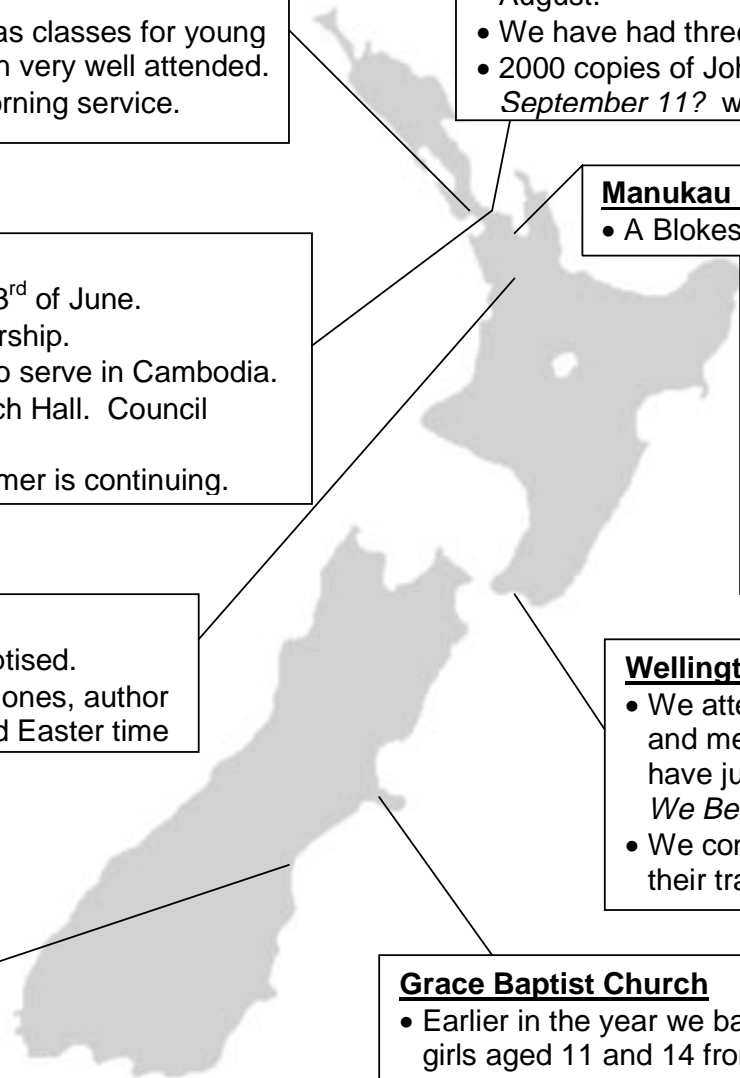 as classes for young
n very well attended.
orning service.
August.
• We have had three
• 2000 copies of Joh
September 11? w
Manukau
• A Blokes
3rd of June.
rship.
o serve in Cambodia.
ch Hall. Council
mer is continuing.
otised.
ones, author
d Easter time
Wellingt
• We atte
and me
have ju
We Be
• We con
their tra
Grace Baptist Church
• Earlier in the year we ba
girls aged 11 and 14 fro